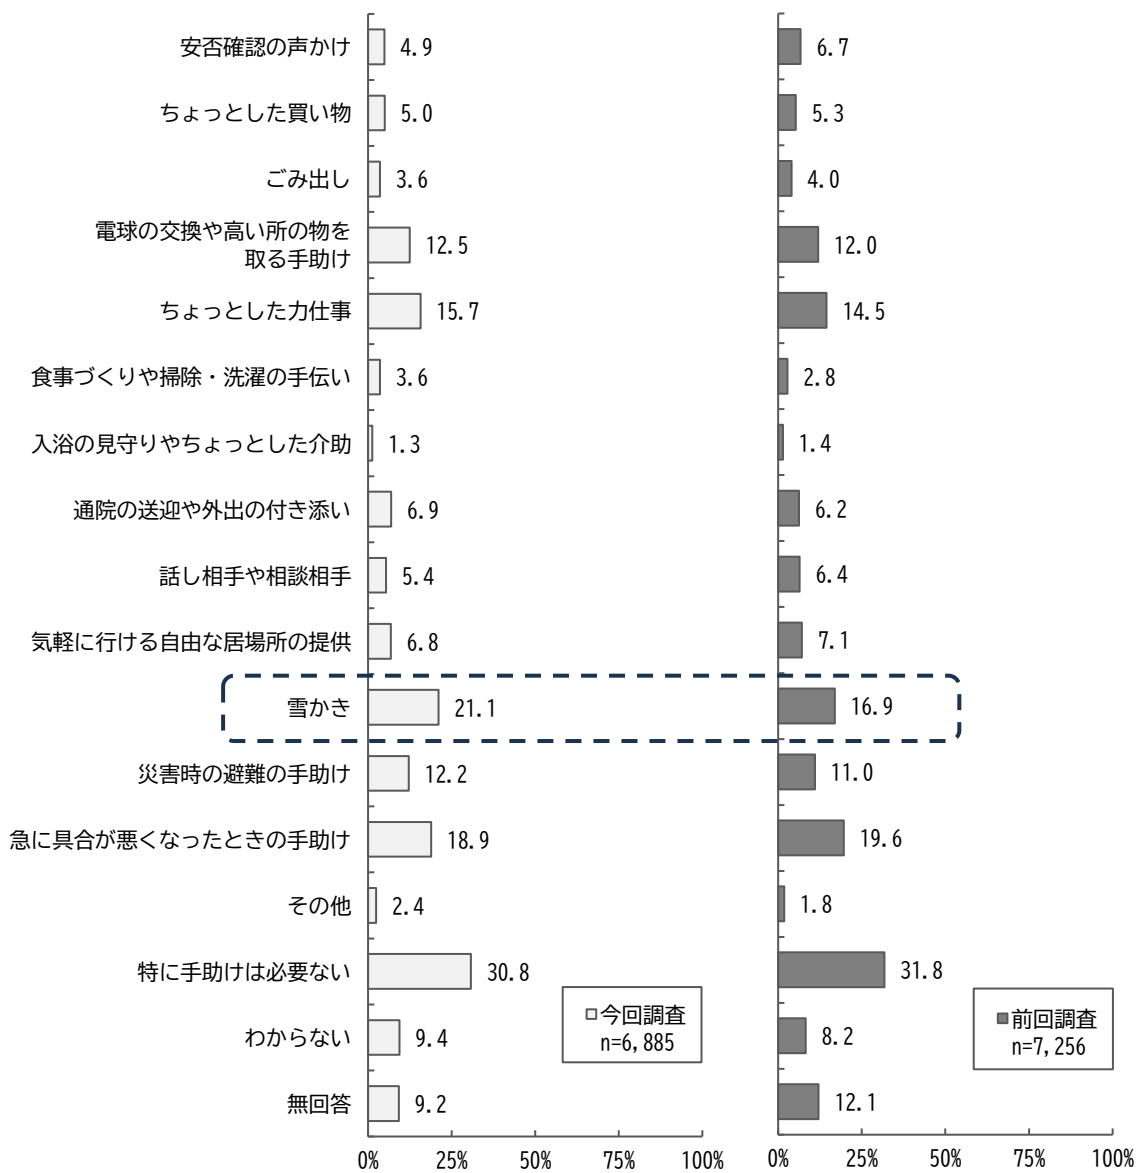 安否確認の声かけ 4.9 6.7
ちょっとした買い物 5.0 5.3
ごみ出し 3.6 4.0
電球の交換や高い所の物を
取る手助け 12.5 12.0
ちょっとした力仕事 15.7 14.5
食事づくりや掃除・洗濯の手伝い 3.6 2.8
入浴の見守りやちょっとした介助 1.3 1.4
通院の送迎や外出の付き添い 6.9 6.2
話し相手や相談相手 5.4 6.4
気軽に行ける自由な居場所の提供 6.8 7.1
雪かき 21.1 16.9
災害時の避難の手助け 12.2 11.0
急に具合が悪くなったときの手助け 18.9 19.6
その他 2.4 1.8
特に手助けは必要ない 30.8 31.8
わからない 9.4 8.2
無回答 9.2 12.1
今回調査
n=6,885
前回調査
n=7,256
0% 25% 50% 75% 100% 0% 25% 50% 75% 100%